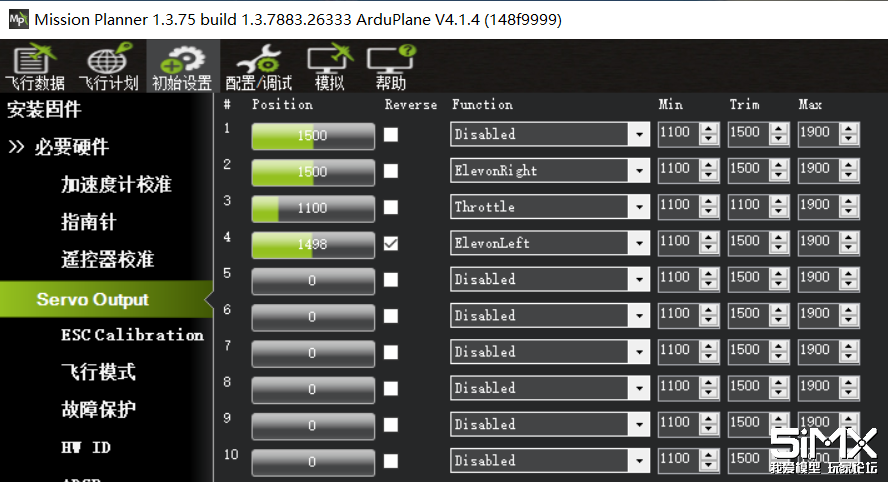 Mission Planner 1.3.75 build 1.3.7883.26333 ArduPlane V4.1.4 (148f9999)
飞行数据 飞行计划 初始设置 配置/调试 模拟 帮助
安装固件
>> 必要硬件
加速度计校准
指南针
遥控器校准
Servo Output
ESC Calibration
飞行模式
故障保护
HW ID
# Position Reverse Function Min Trim Max
1 1500 Disabled 1100 1500 1900
2 1500 ElevonRight 1100 1500 1900
3 1100 Throttle 1100 1100 1900
4 1498 ElevonLeft 1100 1500 1900
5 0 Disabled 1100 1500 1900
6 0 Disabled 1100 1500 1900
7 0 Disabled 1100 1500 1900
8 0 Disabled 1100 1500 1900
9 0 Disabled 1100 1500 1900
10 0 Disabled 1100 1500 1900
5iMX
我爱模型 玩家论坛